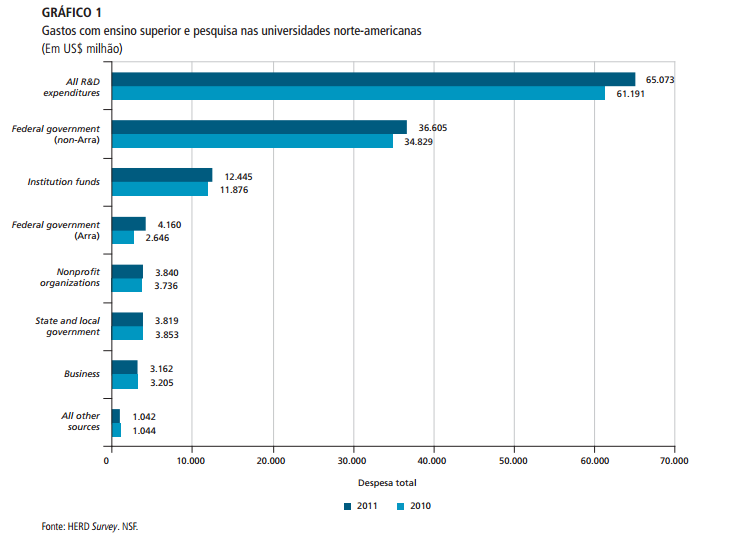 GRÁFICO 1
Gastos com ensino superior e pesquisa nas universidades norte-americanas
(Em US$ milhão)
All R&D
expenditures
65.073
61.191
Federal government
(non-Arra)
36.605
34.829
Institution funds
12.445
11.876
Federal government
(Arra)
4.160
2.646
Nonprofit
organizations
3.840
3.736
State and local
government
3.819
3.853
Business
3.162
3.205
All other
sources
1.042
1.044
0 10.000 20.000 30.000 40.000 50.000 60.000 70.000
Despesa total
2011 2010
Fonte: HERD Survey. NSF.